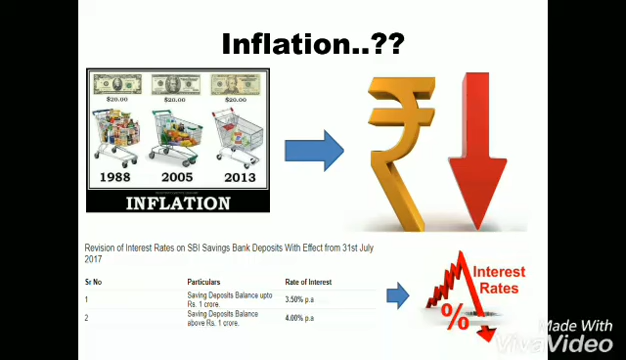 Inflation..??
$20.00 $20.00 $20.00
1988 2005 2013
INFLATION
Revision of Interest Rates on SBI Savings Bank Deposits With Effect from 31st July
2017
Sr No Particulars Rate of Interest
1 Saving Deposits Balance upto
Rs. 1 crore. 3.50% p.a
2 Saving Deposits Balance
above Rs. 1 crore. 4.00% p.a
Interest
Rates
%
Made With
VivaVideo